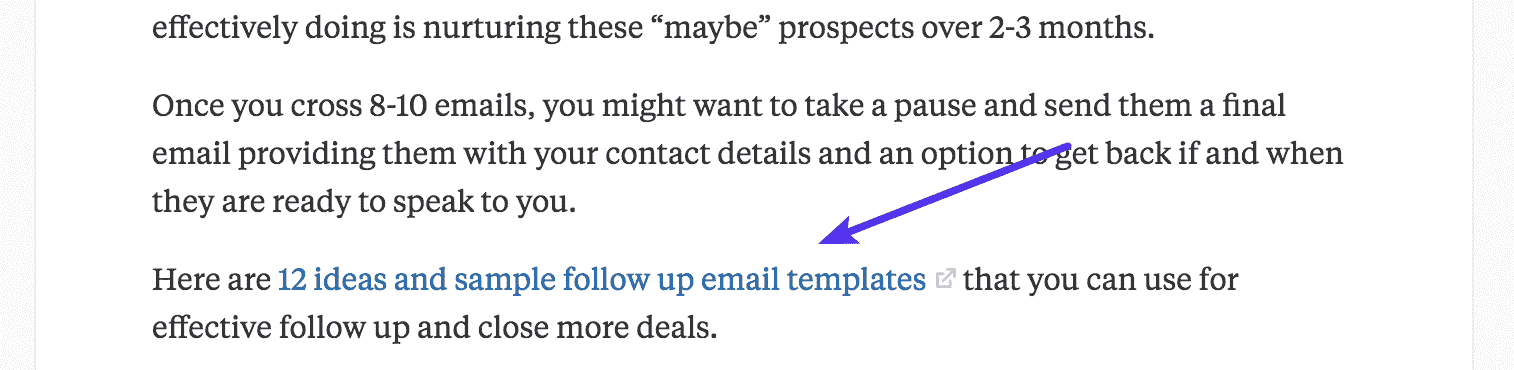 effectively doing is nurturing these “maybe” prospects over 2-3 months.
Once you cross 8-10 emails, you might want to take a pause and send them a final
email providing them with your contact details and an option to get back if and when
they are ready to speak to you.
Here are 12 ideas and sample follow up email templates that you can use for
effective follow up and close more deals.